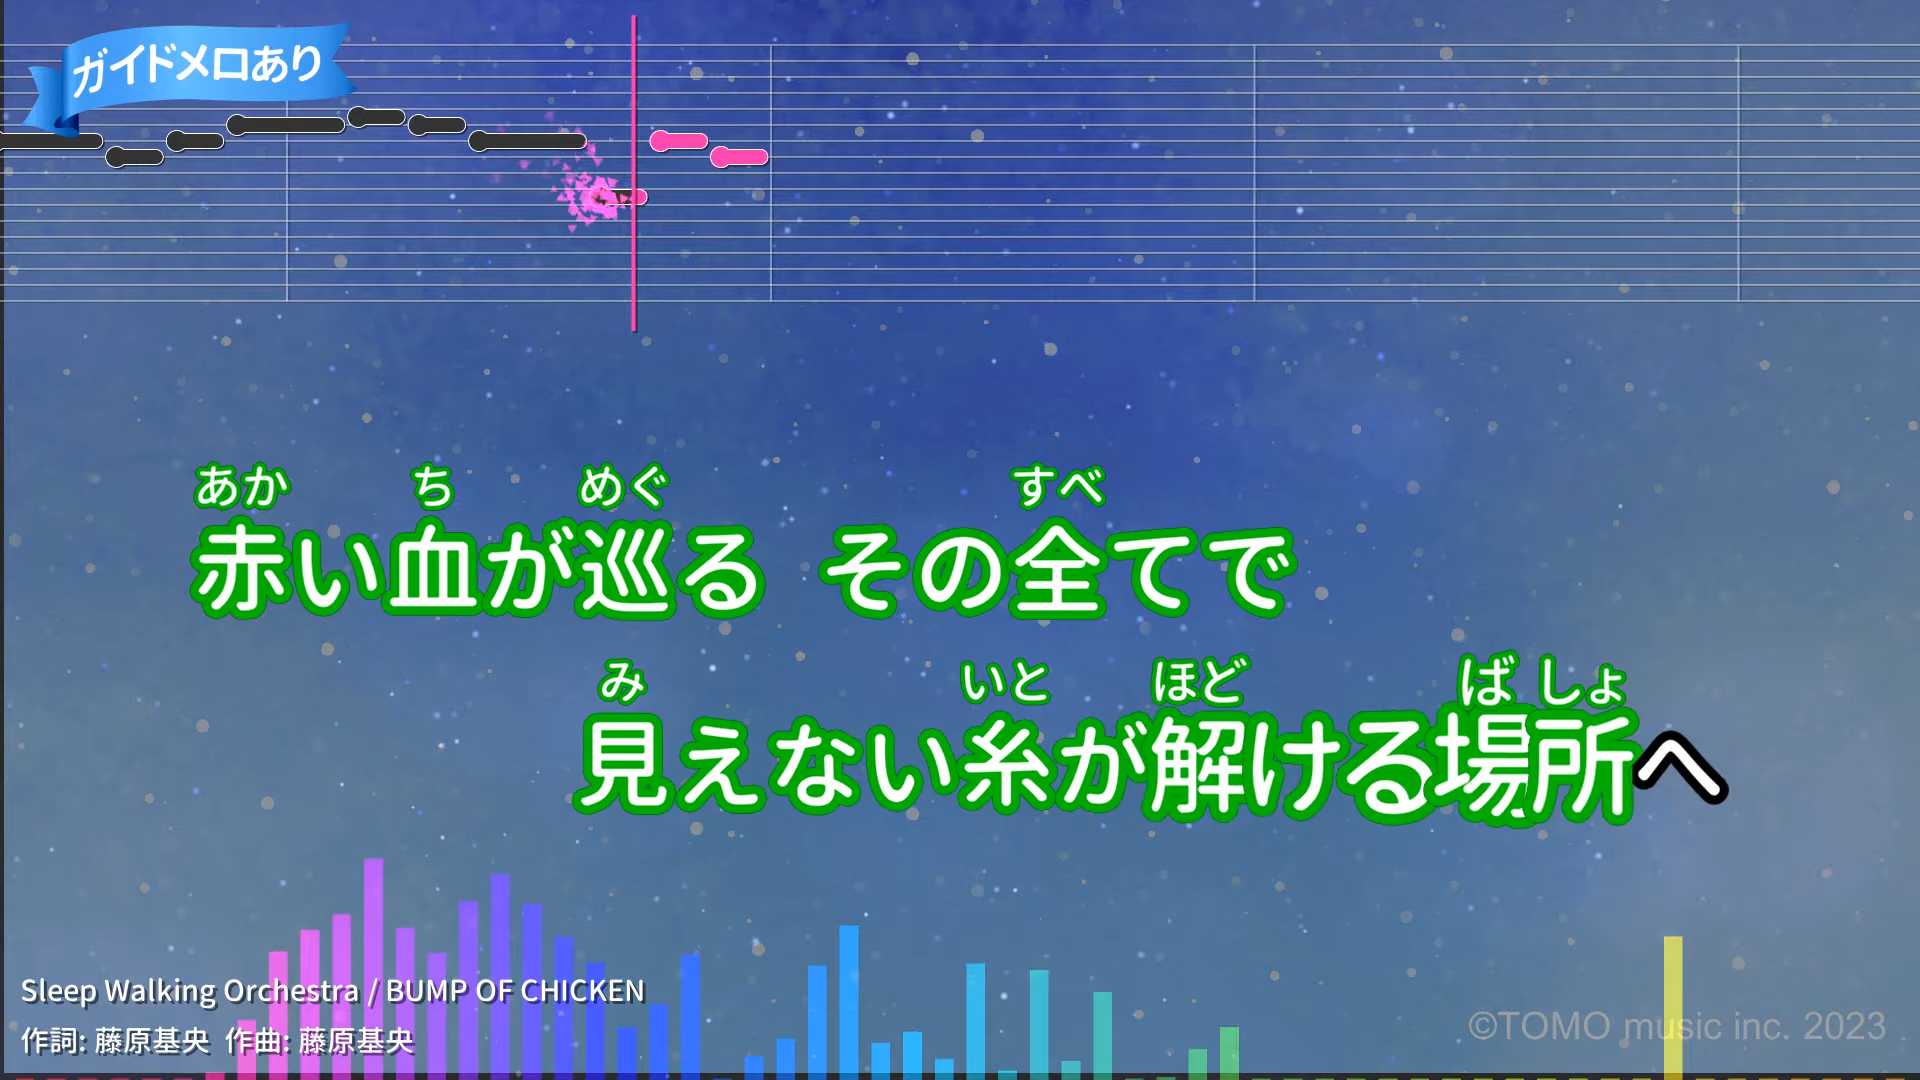 ガイドメロあり
あか ち めぐ すべ
赤い血が巡る その全てで
み いと ほど ば しょ
見えない糸が解ける場所へ
Sleep Walking Orchestra / BUMP OF CHICKEN
作詞: 藤原基央 作曲: 藤原基央
©TOMO music inc. 2023